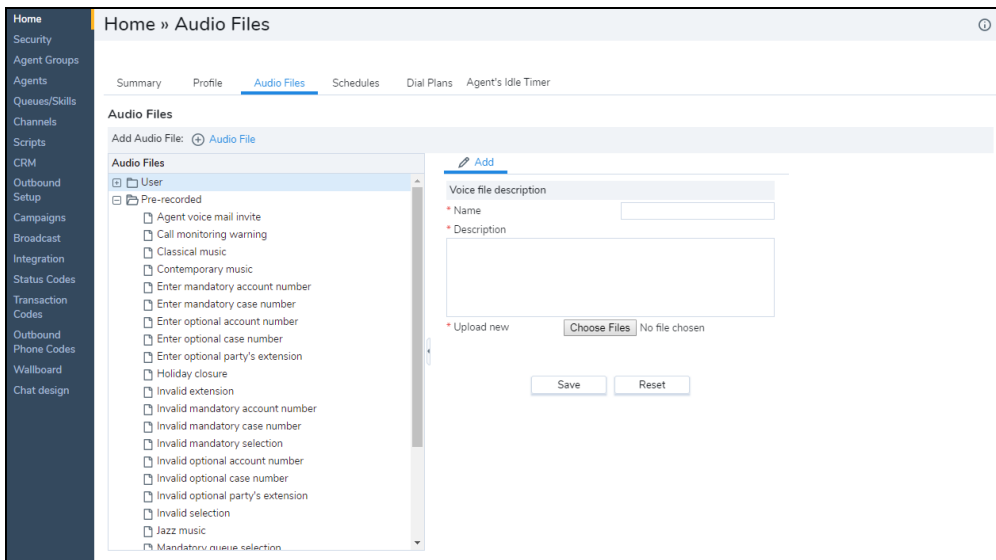 Home
Security
Agent Groups
Agents
Queues/Skills
Channels
Scripts
CRM
Outbound
Setup
Campaigns
Broadcast
Integration
Status Codes
Transaction
Codes
Outbound
Phone Codes
Wallboard
Chat design
Home » Audio Files
Summary Profile Audio Files Schedules Dial Plans Agent's Idle Timer
Audio Files
Add Audio File: Audio File
Audio Files
User
Pre-recorded
Agent voice mail invite
Call monitoring warning
Classical music
Contemporary music
Enter mandatory account number
Enter mandatory case number
Enter optional account number
Enter optional case number
Enter optional party's extension
Holiday closure
Invalid extension
Invalid mandatory account number
Invalid mandatory case number
Invalid mandatory selection
Invalid optional account number
Invalid optional case number
Invalid optional party's extension
Invalid selection
Jazz music
Mandatory queue selection
Add
Voice file description
* Name
* Description
* Upload new Choose Files No file chosen
Save Reset